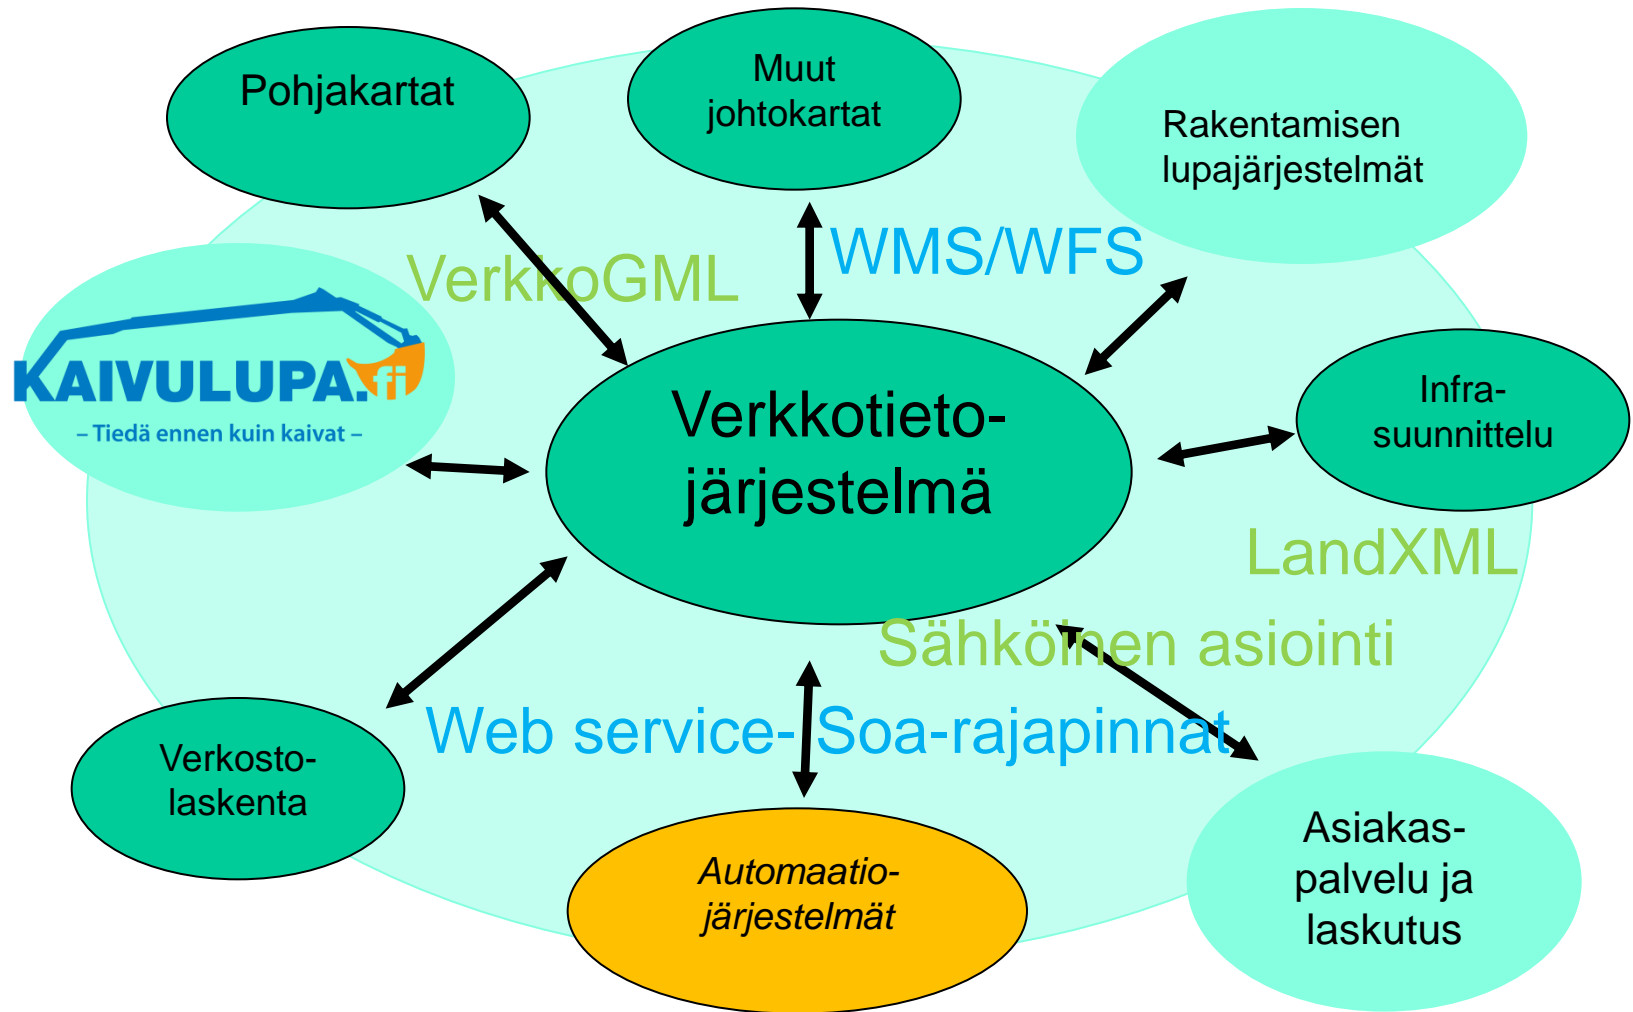 Pohjakartat
Muut
johtokartat
Rakentamisen
lupajärjestelmät
VerkkoGML
WMS/WFS
KAIVULUPA.fi
– Tiedä ennen kuin kaivat –
Verkkotieto-
järjestelmä
Infra-
suunnittelu
LandXML
Sähköinen asiointi
Web service- Soa-rajapinnat
Verkosto-
laskenta
Automaatio-
järjestelmät
Asiakas-
palvelu ja
laskutus